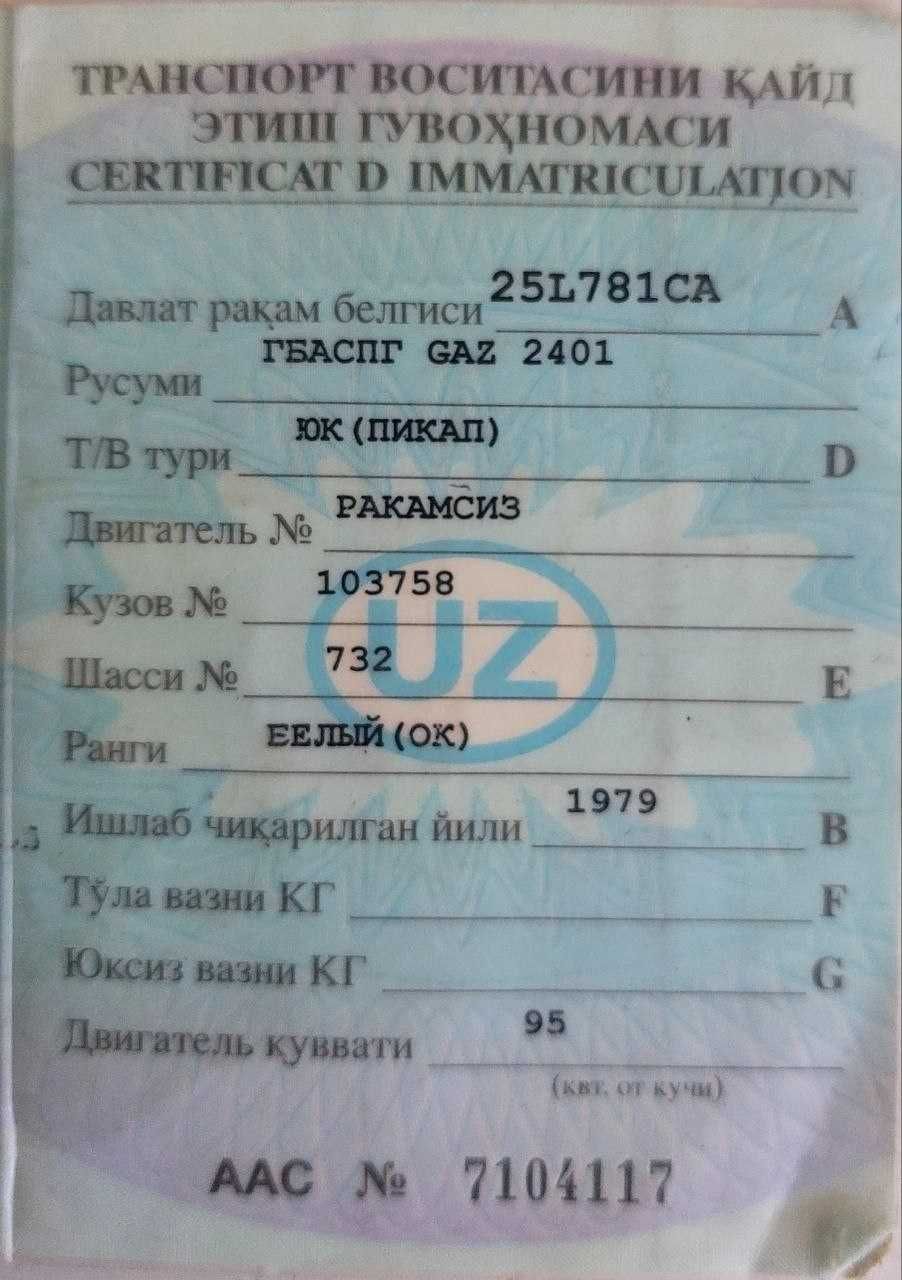 ТРАНСПОРТ ВОСИТАСИНИ ҚАЙД
ЭТИШ ГУВОҲНОМАСИ
CERTIFICAT D IMMATRICULATION
Давлат рақам белгиси 25L781CA A
Русуми ГБАСПГ GAZ 2401
Т/В тури ЮК(ПИКАП) D
Двигатель № РАКАМСИЗ
Кузов № 103758
UZ
Шасси № 732 E
Ранги БЕЛЫЙ(ОК)
Ишлаб чиқарилган йили 1979 B
Тўла вазни КГ F
Юксиз вазни КГ G
Двигатель қуввати 95
(квт. от кучи)
ААС № 7104117